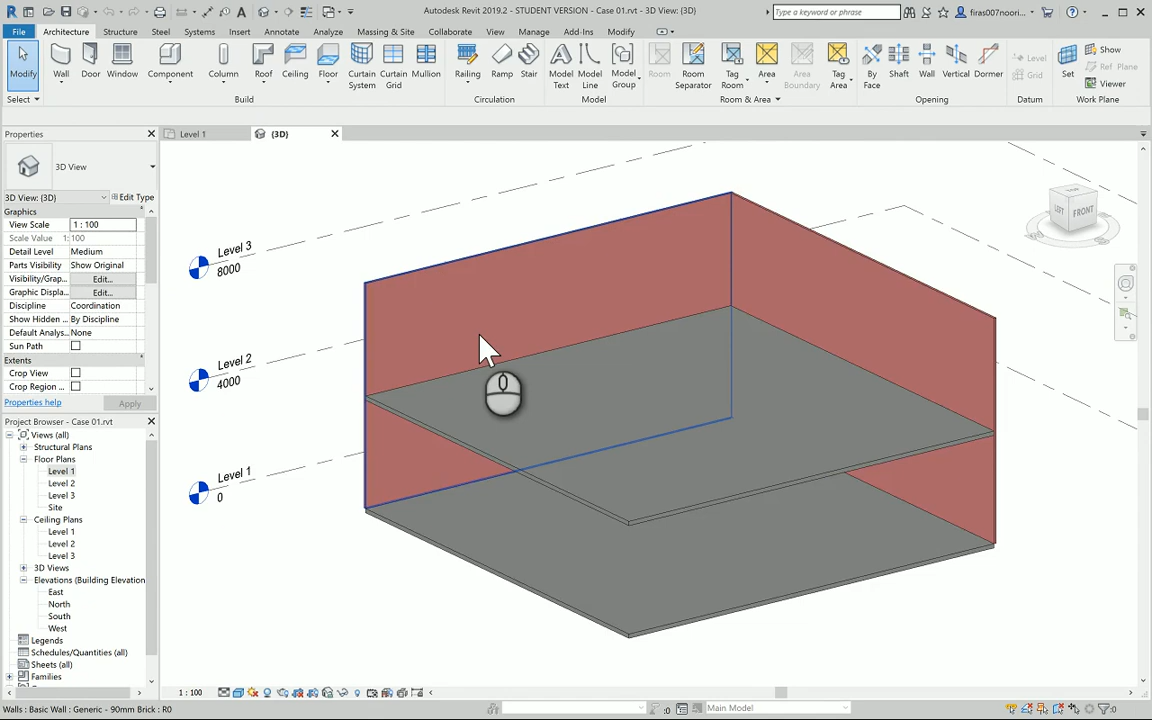 Autodesk Revit 2019.2 - STUDENT VERSION - Case 01.rvt - 3D View: {3D}
Type a keyword or phrase
firas007noori...
File Architecture Structure Steel Systems Insert Annotate Analyze Massing & Site Collaborate View Manage Add-Ins Modify
Modify Wall Door Window Component Column Roof Ceiling Floor Curtain System Curtain Grid Mullion Railing Ramp Stair Model Text Model Line Model Group Room Room Separator Tag Room Area Area Boundary Tag Area By Face Shaft Wall Vertical Dormer Level Grid Set Show Ref Plane Viewer
Select Build Circulation Model Room & Area Opening Datum Work Plane
Properties
Level 1
{3D}
3D View
3D View: {3D}
Edit Type
Graphics
View Scale 1 : 100
Scale Value 1: 100
Detail Level Medium
Parts Visibility Show Original
Visibility/Grap... Edit...
Graphic Displa... Edit...
Discipline Coordination
Show Hidden ... By Discipline
Default Analys... None
Sun Path
Extents
Crop View
Crop Region ...
Properties help
Apply
Project Browser - Case 01.rvt
Views (all)
Structural Plans
Floor Plans
Level 1
Level 2
Level 3
Site
Ceiling Plans
Level 1
Level 2
Level 3
3D Views
Elevations (Building Elevation
East
North
South
West
Legends
Schedules/Quantities (all)
Sheets (all)
Families
Level 3
8000
Level 2
4000
Level 1
0
TOP
LEFT
FRONT
1 : 100
Walls : Basic Wall : Generic - 90mm Brick : R0
:0
Main Model
:0